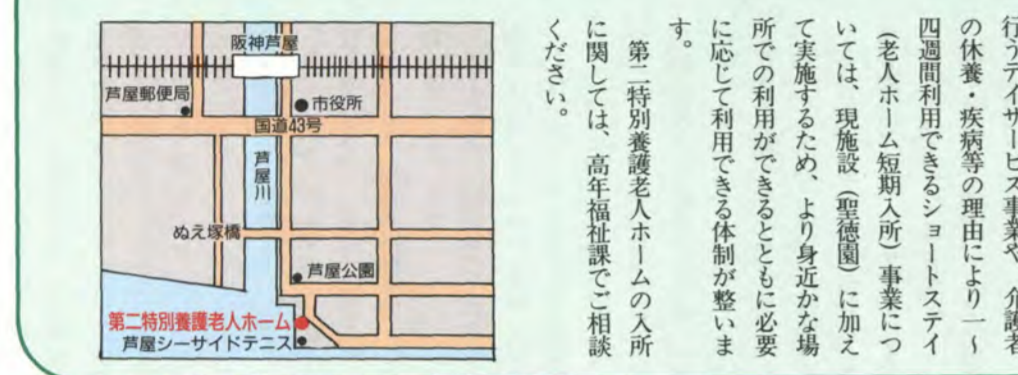 行うデイサービス事業や、介護者
の休養・疾病等の理由により一〜
四週間利用できるショートステイ
（老人ホーム短期入所）事業につ
いては、現施設（聖徳園）に加え
て実施するため、より身近かな場
所での利用ができるとともに必要
に応じて利用できる体制が整いま
す。
　第二特別養護老人ホームの入所
に関しては、高年福祉課でご相談
ください。
阪神芦屋
芦屋郵便局
市役所
国道43号
芦屋川
ぬえ塚橋
芦屋公園
第二特別養護老人ホーム
芦屋シーサイドテニス